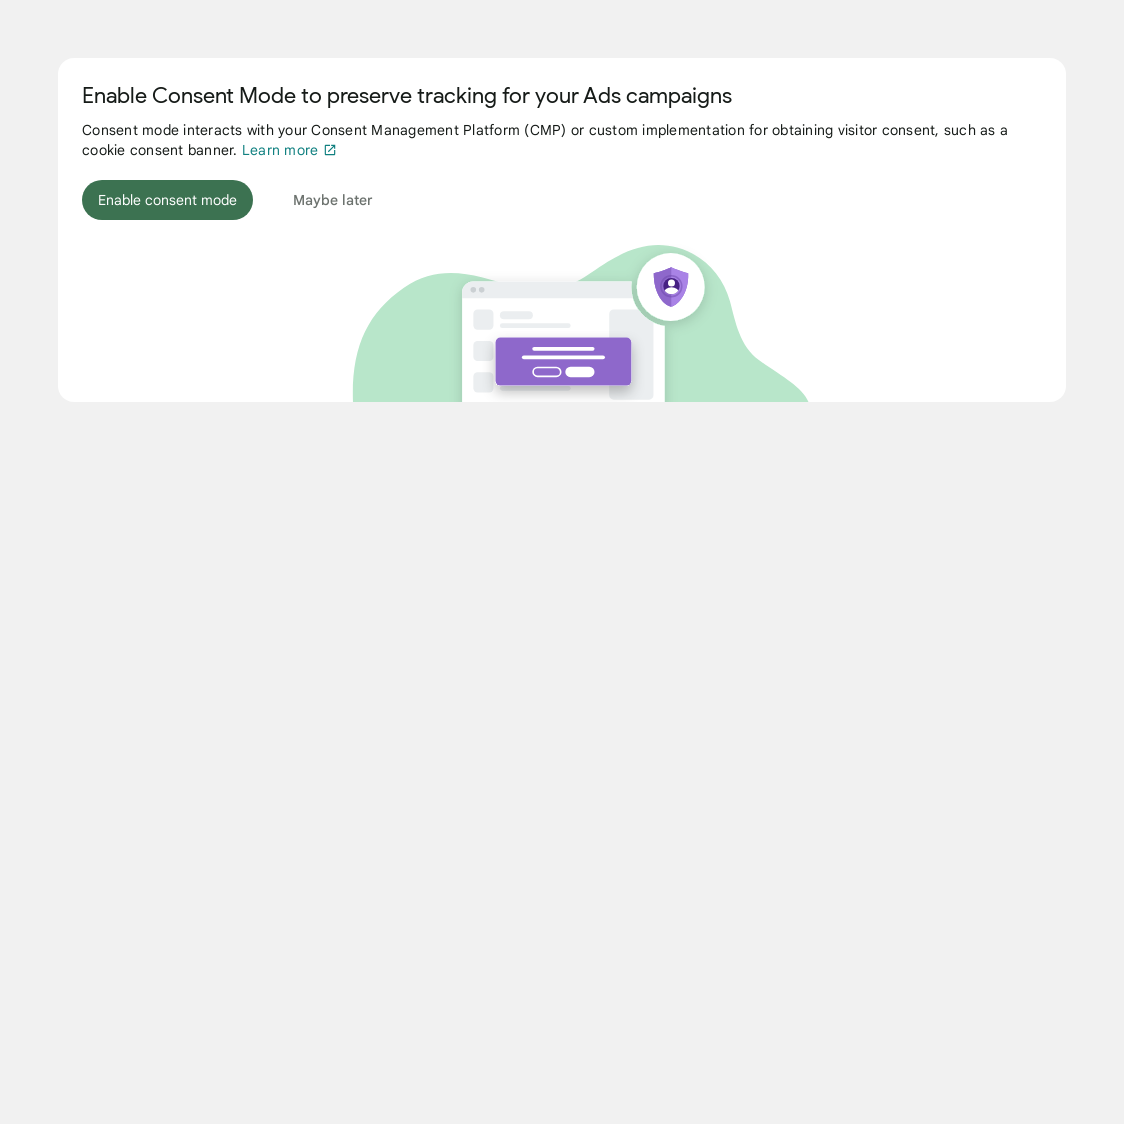 Enable Consent Mode to preserve tracking for your Ads campaigns
Consent mode interacts with your Consent Management Platform (CMP) or custom implementation for obtaining visitor consent, such as a
cookie consent banner. Learn more
Enable consent mode
Maybe later